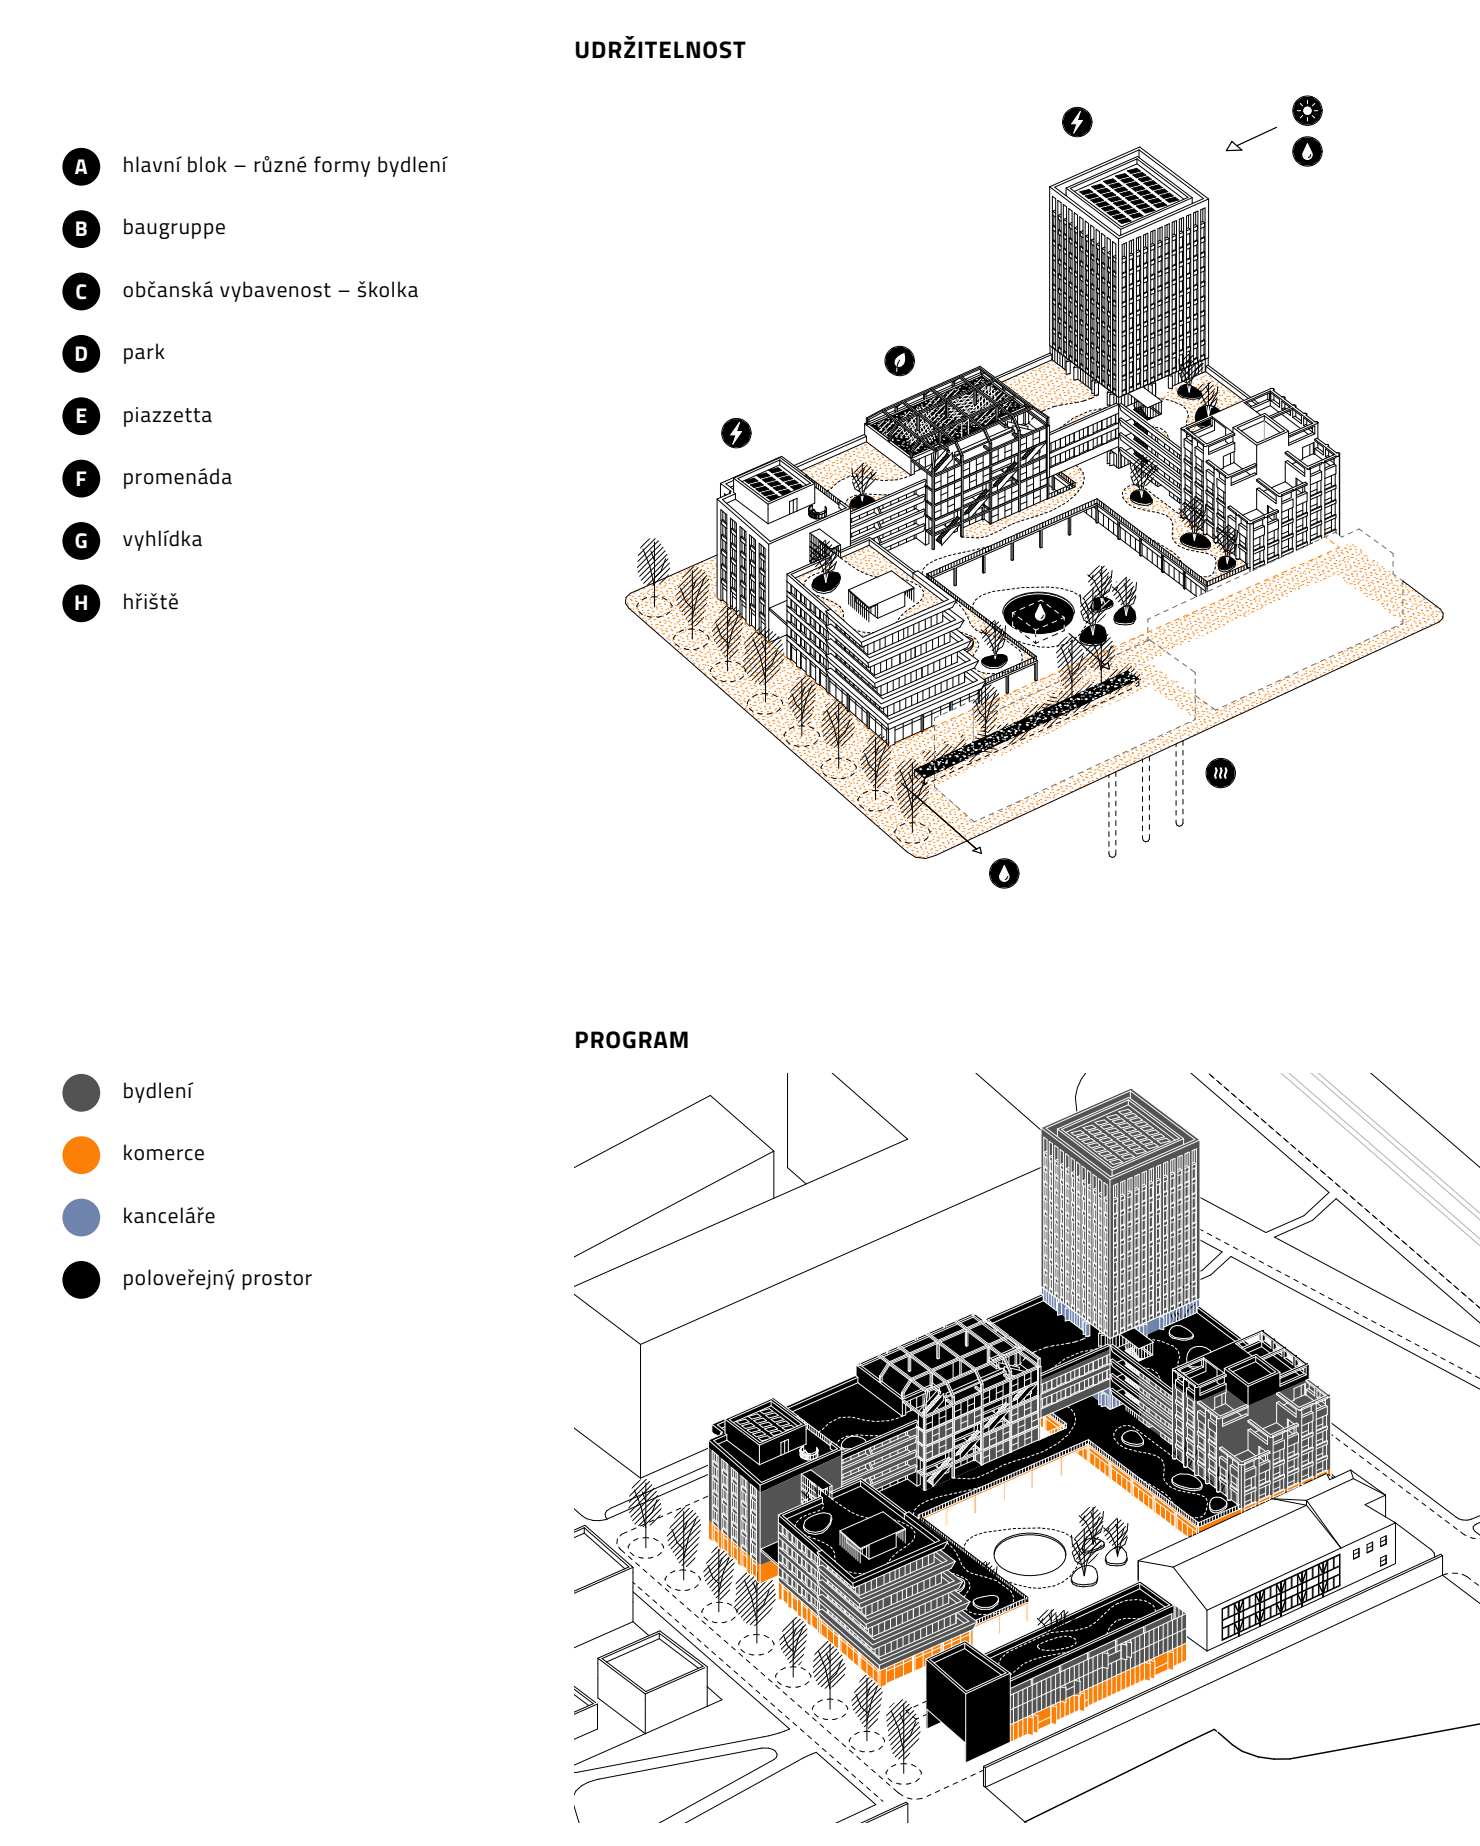 UDRŽITELNOST
A hlavní blok – různé formy bydlení
B baugruppe
C občanská vybavenost – školka
D park
E piazzetta
F promenáda
G vyhlídka
H hřiště
PROGRAM
bydlení
komerce
kanceláře
poloveřejný prostor